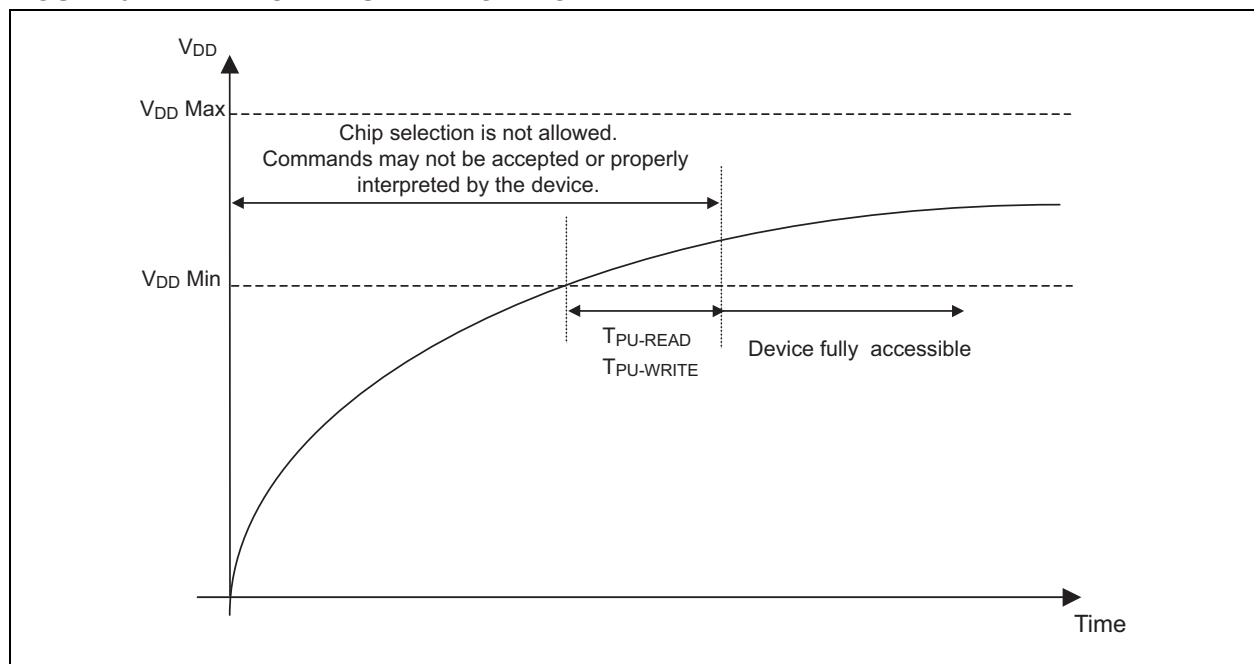 VDD
VDD Max
Chip selection is not allowed.
Commands may not be accepted or properly
interpreted by the device.
VDD Min
TPU-READ
TPU-WRITE
Device fully accessible
Time